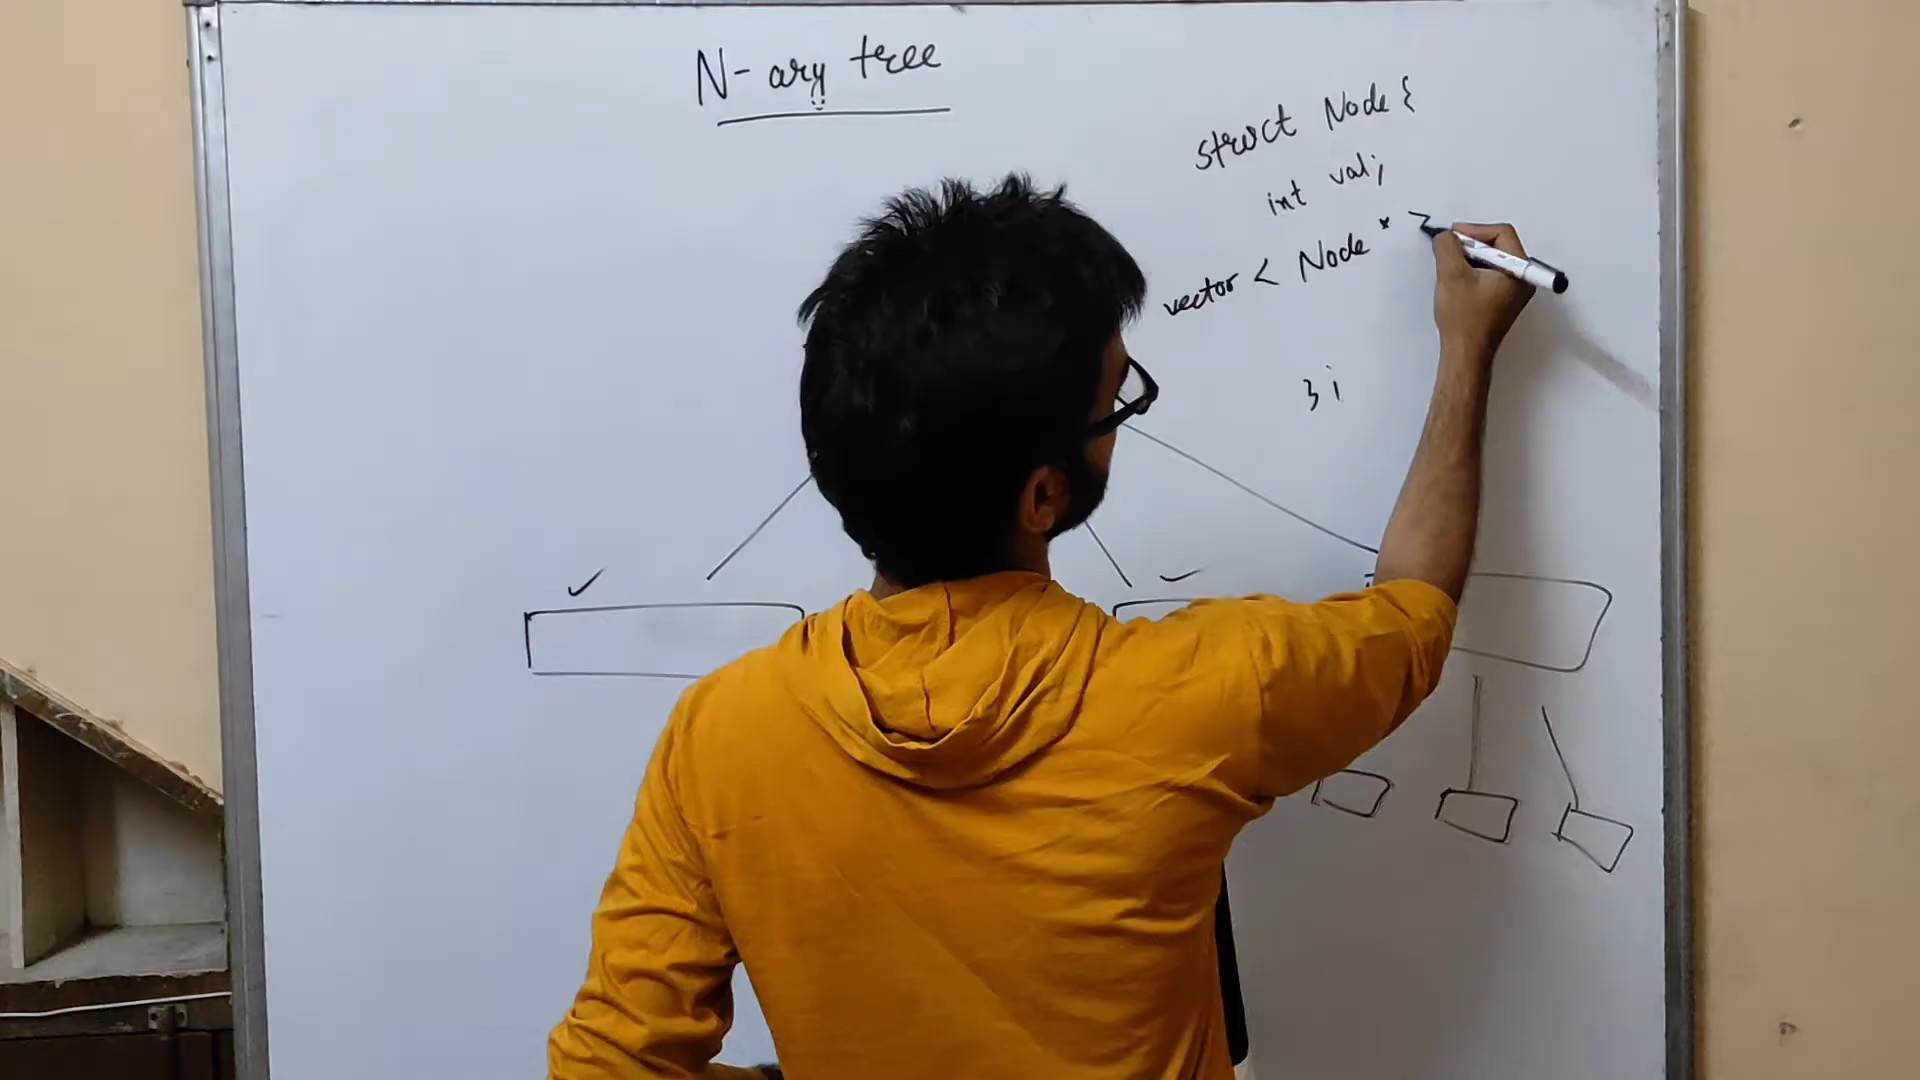 N-ary tree
struct Node {
int val;
vector < Node * >
};